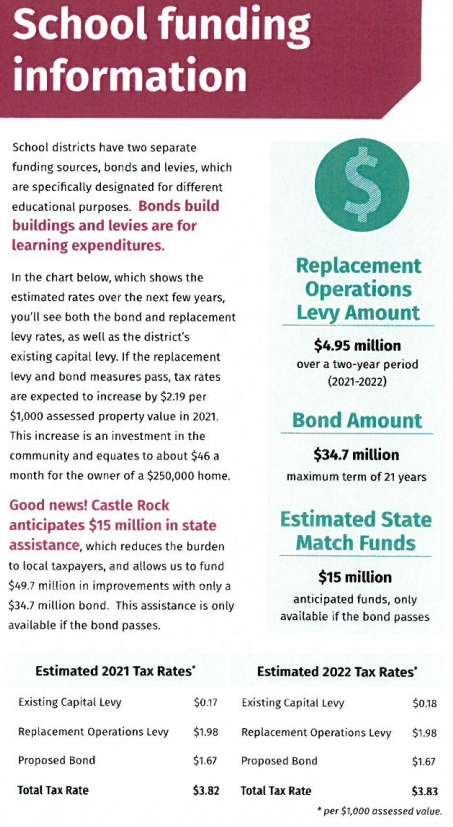 School funding
information
School districts have two separate
funding sources, bonds and levies, which
are specifically designated for different
educational purposes. Bonds build
buildings and levies are for
learning expenditures.
In the chart below, which shows the
estimated rates over the next few years,
you'll see both the bond and replacement
levy rates, as well as the district's
existing capital levy. If the replacement
levy and bond measures pass, tax rates
are expected to increase by $2.19 per
$1,000 assessed property value in 2021.
This increase is an investment in the
community and equates to about $46 a
month for the owner of a $250,000 home.
Good news! Castle Rock
anticipates $15 million in state
assistance, which reduces the burden
to local taxpayers, and allows us to fund
$49.7 million in improvements with only a
$34.7 million bond. This assistance is only
available if the bond passes.
$
Replacement
Operations
Levy Amount
$4.95 million
over a two-year period
(2021-2022)
Bond Amount
$34.7 million
maximum term of 21 years
Estimated State
Match Funds
$15 million
anticipated funds, only
available if the bond passes
Estimated 2021 Tax Rates*
Existing Capital Levy $0.17
Replacement Operations Levy $1.98
Proposed Bond $1.67
Total Tax Rate $3.82
Estimated 2022 Tax Rates*
Existing Capital Levy $0.18
Replacement Operations Levy $1.98
Proposed Bond $1.67
Total Tax Rate $3.83
* per $1,000 assessed value.